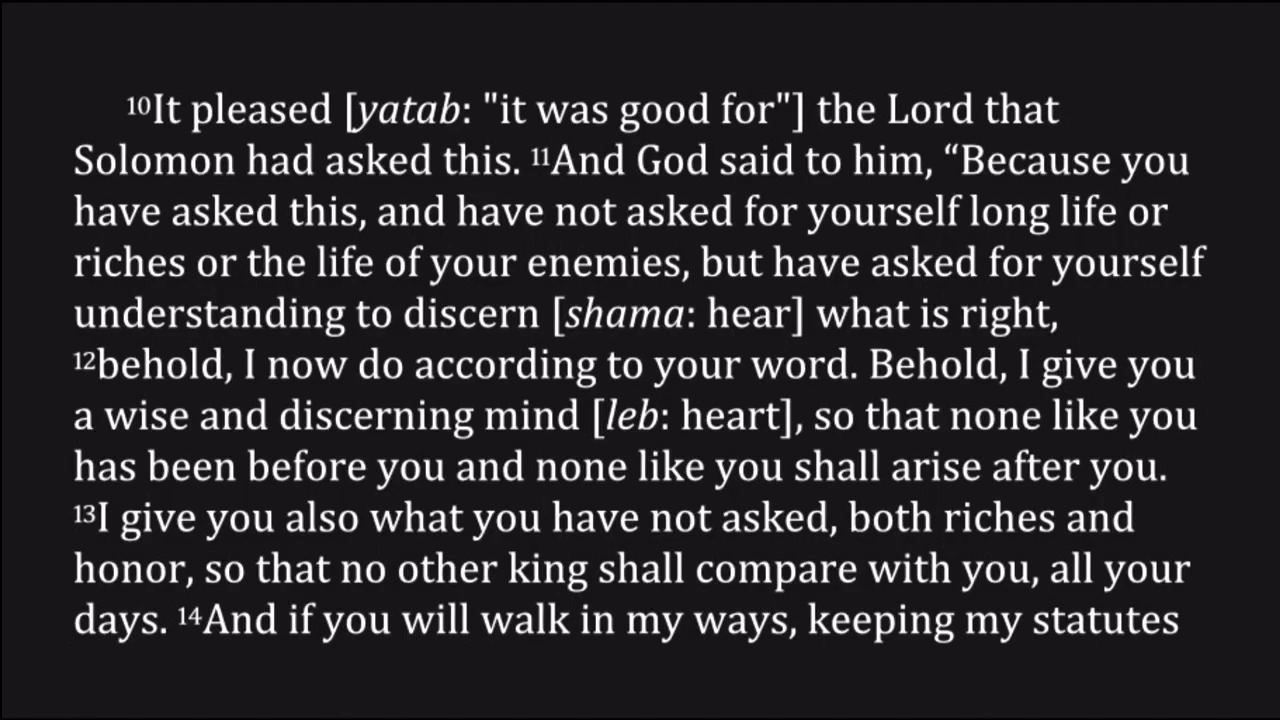 ¹⁰It pleased [yatab: "it was good for"] the Lord that
Solomon had asked this. ¹¹And God said to him, “Because you
have asked this, and have not asked for yourself long life or
riches or the life of your enemies, but have asked for yourself
understanding to discern [shama: hear] what is right,
¹²behold, I now do according to your word. Behold, I give you
a wise and discerning mind [leb: heart], so that none like you
has been before you and none like you shall arise after you.
¹³I give you also what you have not asked, both riches and
honor, so that no other king shall compare with you, all your
days. ¹⁴And if you will walk in my ways, keeping my statutes